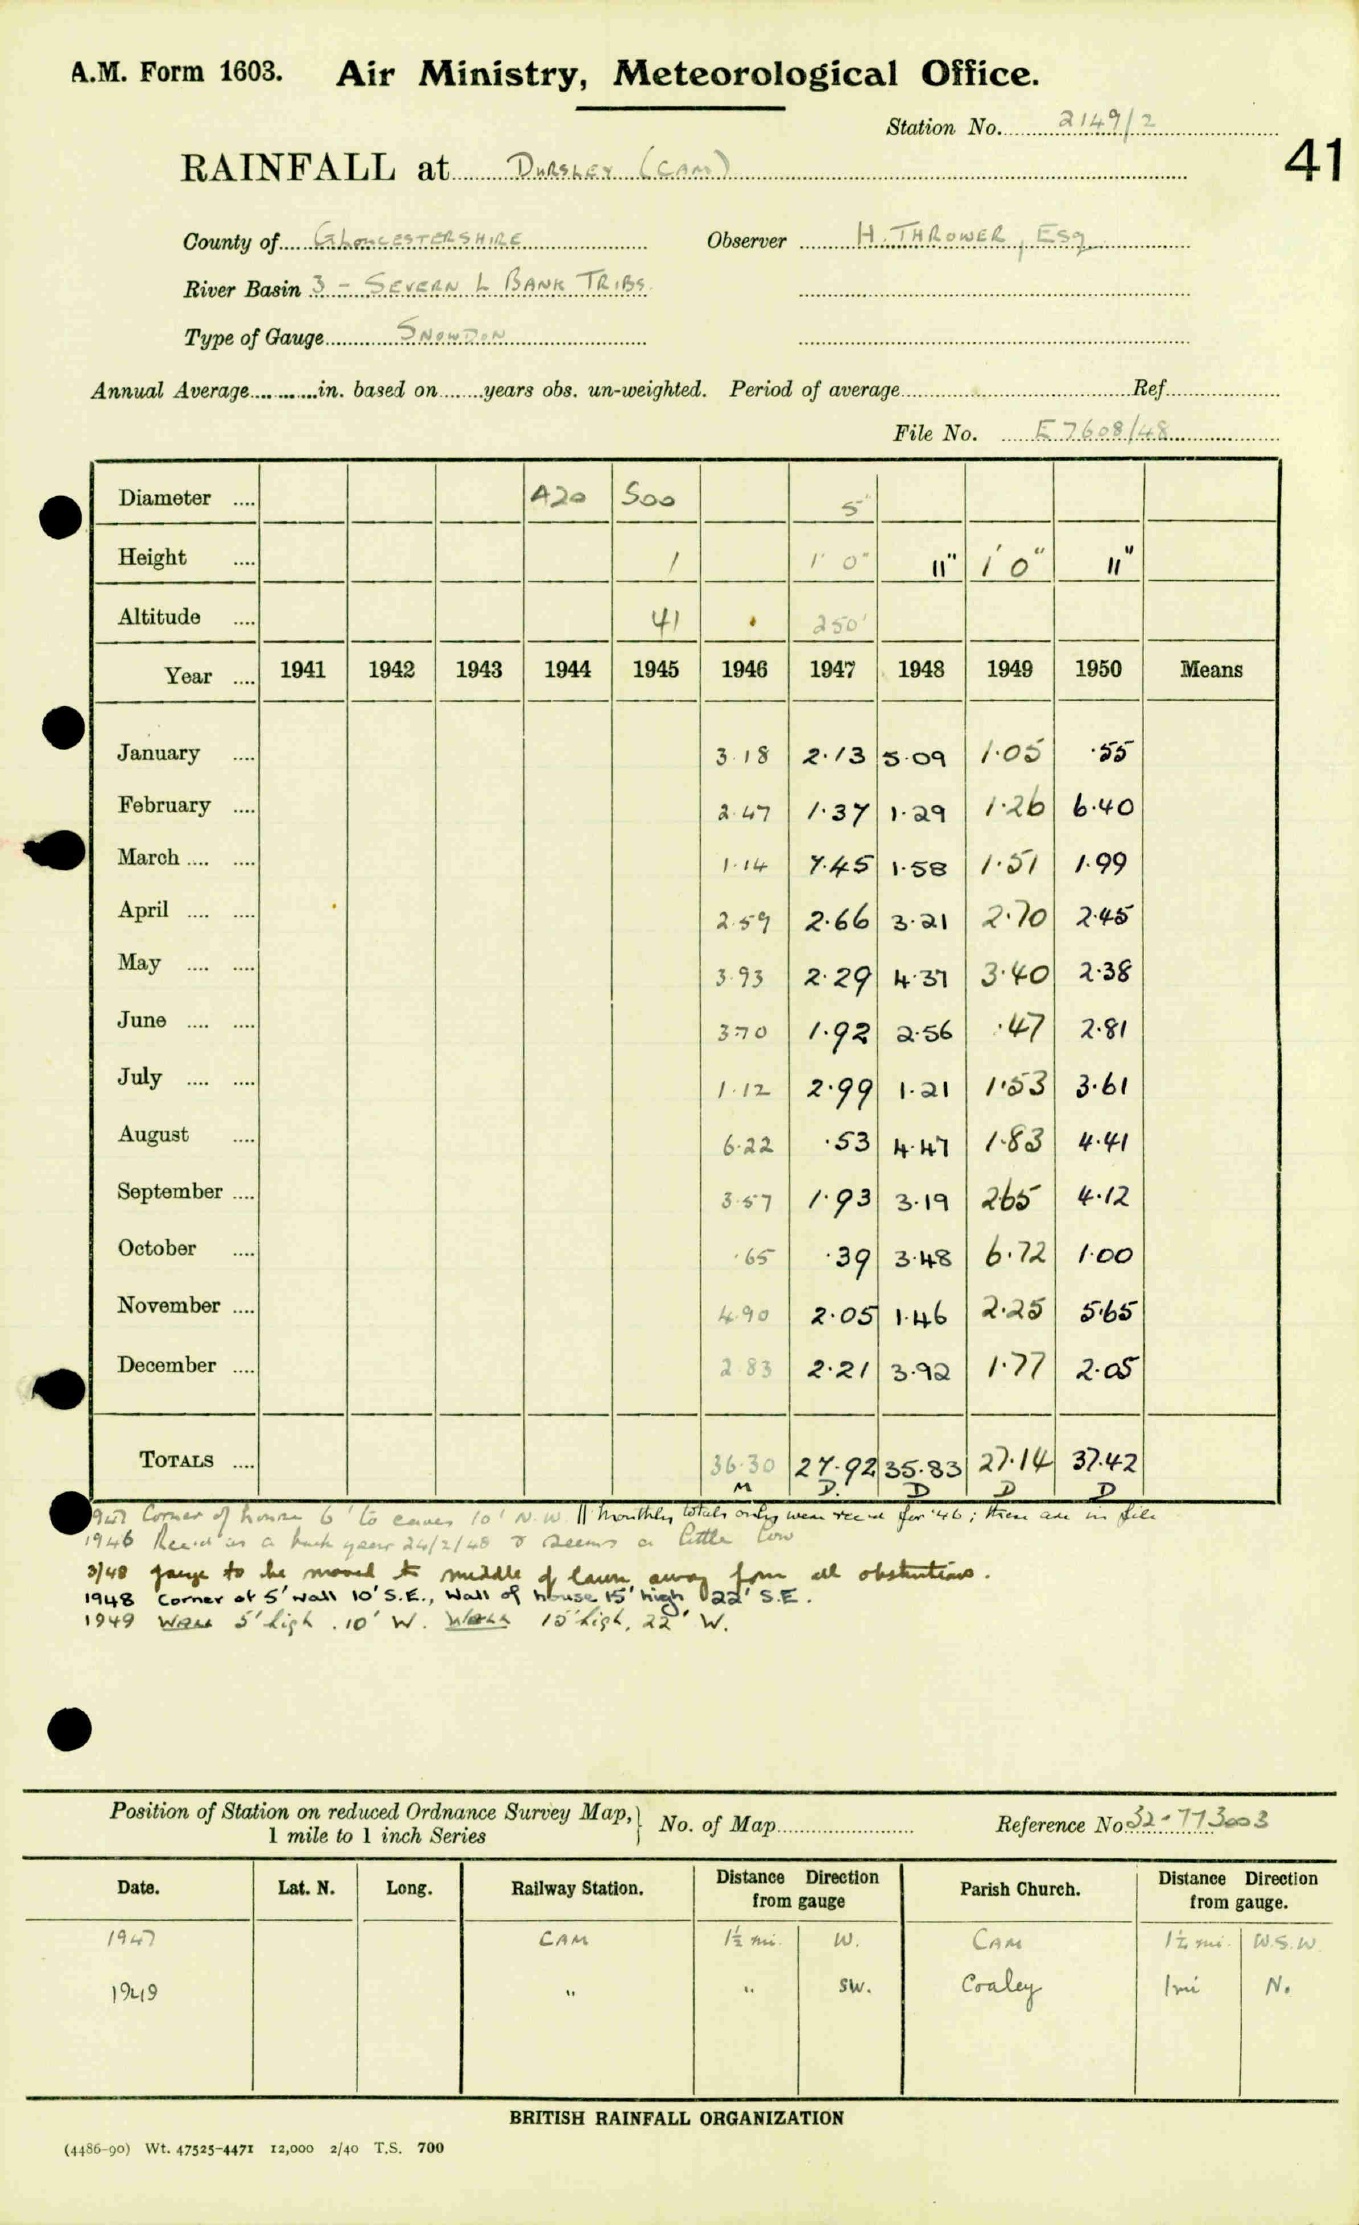 A.M. Form 1603. Air Ministry, Meteorological Office.
Station No. 2149/2
41
RAINFALL at DURSLEY (CAM)
County of GLOUCESTERSHIRE Observer H. THROWER, ESQ
River Basin 3 - SEVERN L BANK TRIBS.
Type of Gauge SNOWDON
Annual Average in. based on years obs. un-weighted. Period of average Ref
File No. E7608/48
Diameter A20 500 5"
Height 1 1' 0" 11" 1' 0" 11"
Altitude 41 250'
Year 1941 1942 1943 1944 1945 1946 1947 1948 1949 1950 Means
January 3.18 2.13 5.09 1.05 .55
February 2.47 1.37 1.29 1.26 6.40
March 1.14 7.45 1.58 1.51 1.99
April 2.59 2.66 3.21 2.70 2.45
May 3.93 2.29 4.37 3.40 2.38
June 3.70 1.92 2.56 .47 2.81
July 1.12 2.99 1.21 1.53 3.61
August 6.22 .53 4.47 1.83 4.41
September 3.57 1.93 3.19 2.65 4.12
October .65 .39 3.48 6.72 1.00
November 4.90 2.05 1.46 2.25 5.65
December 2.83 2.21 3.92 1.77 2.05
TOTALS 36.30 27.92 35.83 27.14 37.42
M D. D D D
1947 Corner of house 6' to eaves 10' N.W. || Monthly totals only were rec'd for '46; these are in file
1946 Rec'd as a back year 24/2/48 & seems a little low
3/48 gauge to be moved to middle of lawn away from all obstructions.
1948 Corner of 5' wall 10' S.E., Wall of house 15' high 22' S.E.
1949 WALL 5' high, 10' W. WALL 15' high, 22' W.
Position of Station on reduced Ordnance Survey Map, 1 mile to 1 inch Series } No. of Map Reference No 32-773003
Date. Lat. N. Long. Railway Station. Distance Direction from gauge Parish Church. Distance Direction from gauge.
1947 CAM 1½ mi. W. CAM 1¼ mi. W.S.W.
1949 " " SW. Coaley 1 mi N.
BRITISH RAINFALL ORGANIZATION
(4486-90) Wt. 47525-4471 12,000 2/40 T.S. 700